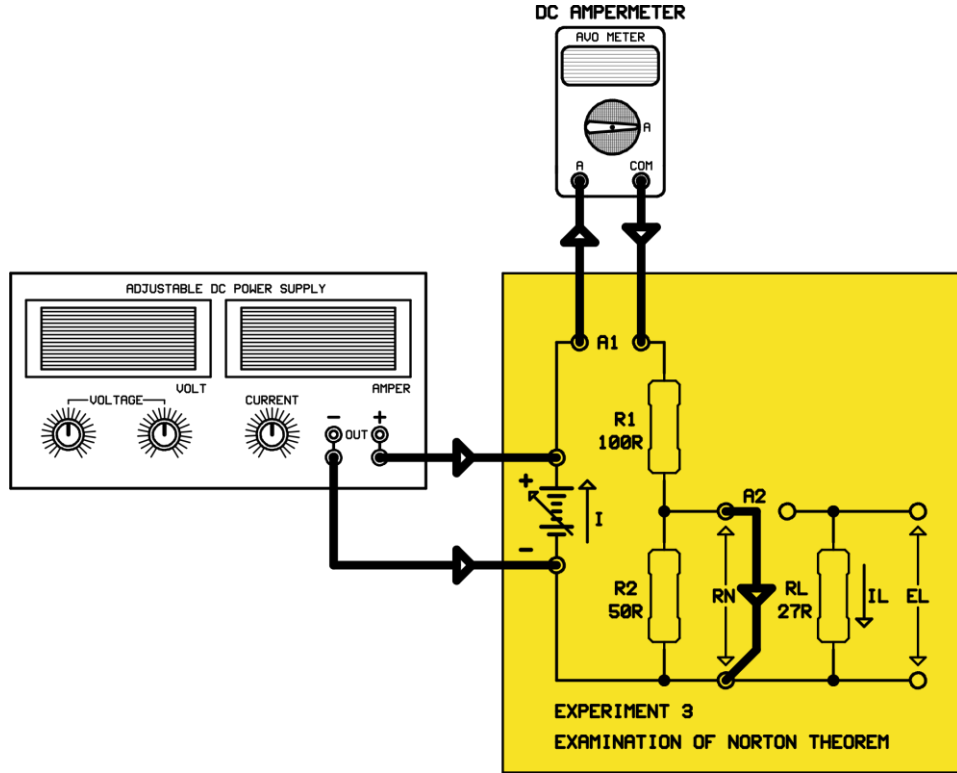 DC AMPERMETER
AVO METER
A
A
COM
ADJUSTABLE DC POWER SUPPLY
VOLT
AMPER
VOLTAGE
CURRENT
- OUT +
A1
R1
100R
+
I
-
A2
R2
50R
RN
RL
27R
IL
EL
EXPERIMENT 3
EXAMINATION OF NORTON THEOREM